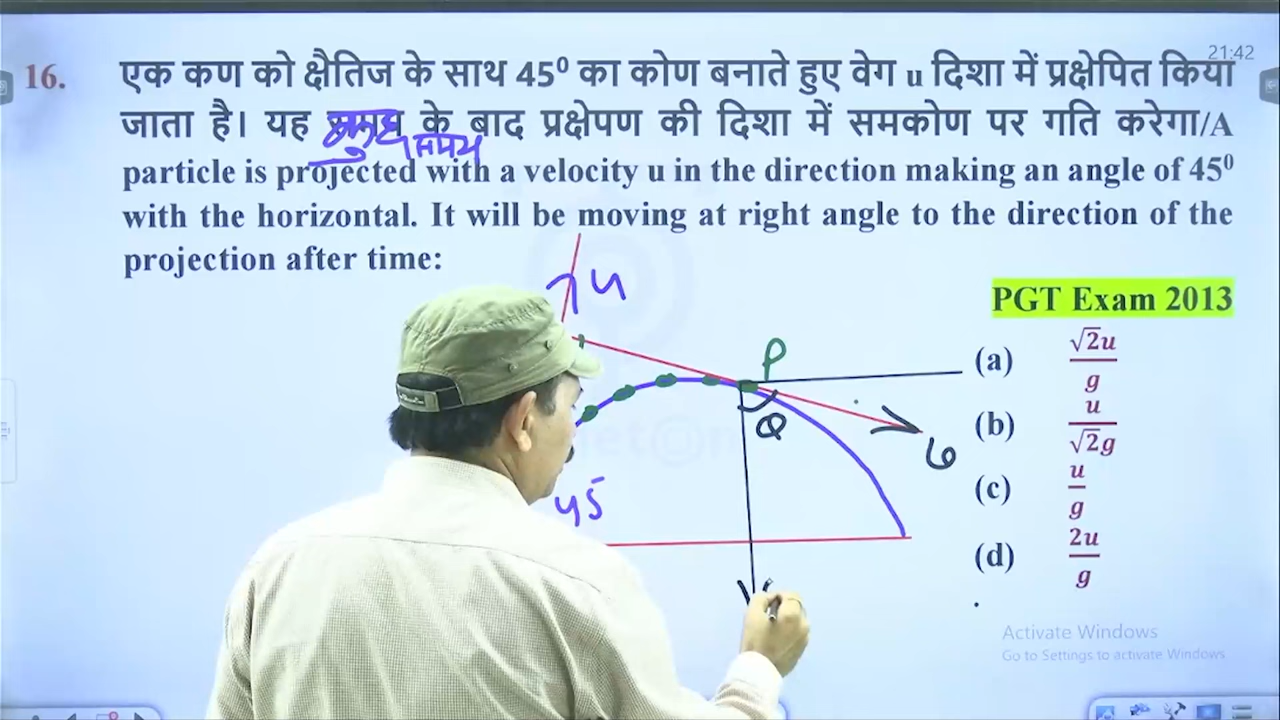 21:42
16. एक कण को क्षैतिज के साथ 45⁰ का कोण बनाते हुए वेग u दिशा में प्रक्षेपित किया
जाता है। यह के बाद प्रक्षेपण की दिशा में समकोण पर गति करेगा/A
समय
particle is projected with a velocity u in the direction making an angle of 45⁰
with the horizontal. It will be moving at right angle to the direction of the
projection after time:
PGT Exam 2013
u
P
(a) √2u/g
(b) u/√2g
(c) u/g
(d) 2u/g
45
Activate Windows
Go to Settings to activate Windows